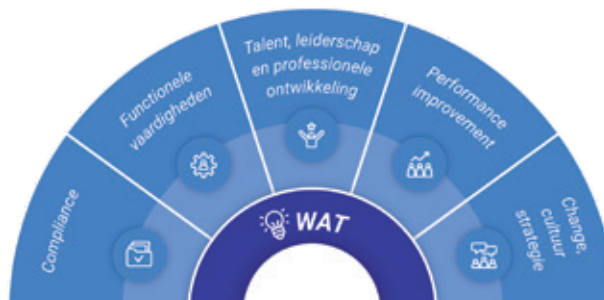 Compliance
Functionele
vaardigheden
Talent, leiderschap
en professionele
ontwikkeling
Performance
improvement
Change,
cultuur
strategie
WAT